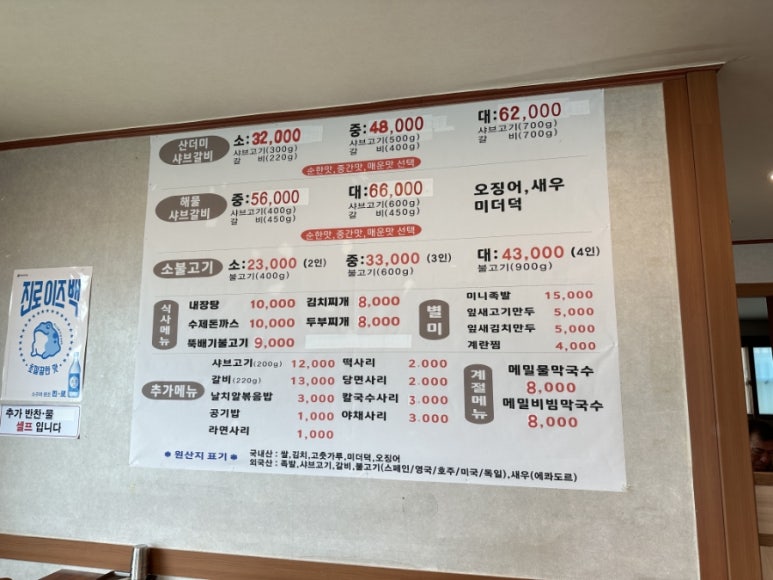 산더미
샤브갈비
소:32,000
샤브고기(300g)
갈 비(220g)
중:48,000
샤브고기(500g)
갈 비(400g)
대:62,000
샤브고기(700g)
갈 비(700g)
순한맛,중간맛,매운맛 선택
해물
샤브갈비
중:56,000
샤브고기(400g)
갈 비(450g)
대:66,000
샤브고기(600g)
갈 비(450g)
오징어,새우
미더덕
순한맛,중간맛,매운맛 선택
소불고기
소:23,000 (2인)
불고기(400g)
중:33,000 (3인)
불고기(600g)
대: 43,000 (4인)
불고기(900g)
식사메뉴
내장탕 10,000
김치찌개 8,000
수제돈까스 10,000
두부찌개 8,000
뚝배기불고기 9,000
별미
미니족발 15,000
잎새고기만두 5,000
잎새김치만두 5,000
계란찜 4,000
추가메뉴
샤브고기(200g) 12,000
떡사리 2,000
갈비(220g) 13,000
당면사리 2,000
날치알볶음밥 3,000
칼국수사리 3,000
공기밥 1,000
야채사리 3,000
라면사리 1,000
계절메뉴
메밀물막국수
8,000
메밀비빔막국수
8,000
* 원산지 표기 *
국내산 : 쌀,김치,고춧가루,미더덕,오징어
외국산 : 족발,샤브고기,갈비,불고기(스페인/영국/호주/미국/독일),새우(에콰도르)
진로이즈백
추가 반찬·물
셀프 입니다